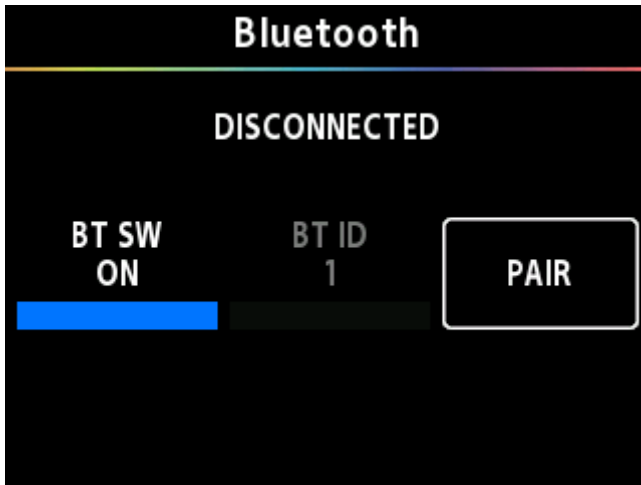 Bluetooth
DISCONNECTED
BT SW
ON
BT ID
1
PAIR